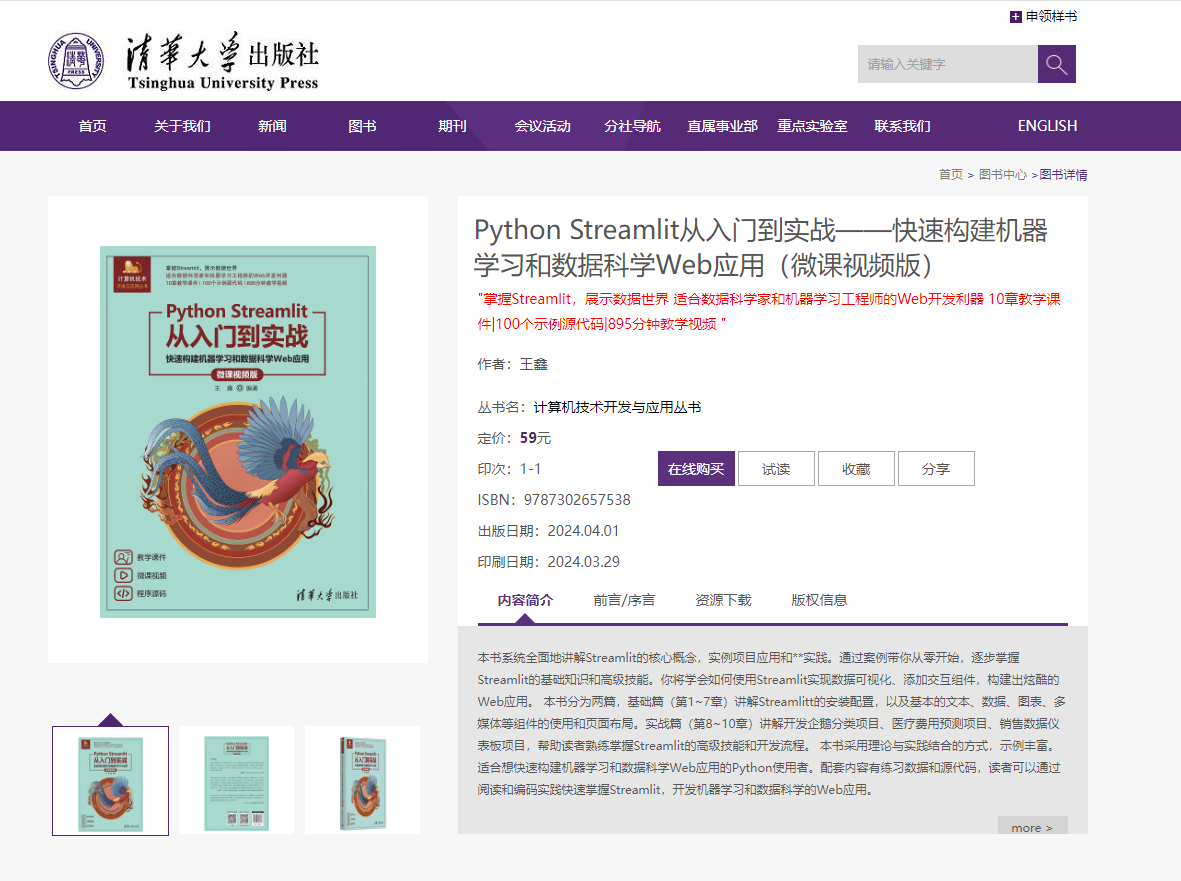 申领样书
清华大学出版社
Tsinghua University Press
请输入关键字
首页 关于我们 新闻 图书 期刊 会议活动 分社导航 直属事业部 重点实验室 联系我们 ENGLISH
首页 > 图书中心 >图书详情
计算机技术
开发与应用丛书
掌握Streamlit，展示数据世界
适合数据科学家和机器学习工程师的Web开发利器
10章教学课件|100个示例源代码|895分钟教学视频
Python Streamlit
从入门到实战
快速构建机器学习和数据科学Web应用
微课视频版
王 鑫 ◎ 编著
教学课件
微课视频
程序源码
清华大学出版社
Python Streamlit从入门到实战——快速构建机器
学习和数据科学Web应用（微课视频版）
"掌握Streamlit，展示数据世界 适合数据科学家和机器学习工程师的Web开发利器 10章教学课
件|100个示例源代码|895分钟教学视频 "
作者：王鑫
丛书名：计算机技术开发与应用丛书
定价：59元
印次：1-1
在线购买 试读 收藏 分享
ISBN：9787302657538
出版日期：2024.04.01
印刷日期：2024.03.29
内容简介 前言/序言 资源下载 版权信息
本书系统全面地讲解Streamlit的核心概念，实例项目应用和**实践。通过案例带你从零开始，逐步掌握
Streamlit的基础知识和高级技能。你将学会如何使用Streamlit实现数据可视化、添加交互组件，构建出炫酷的
Web应用。 本书分为两篇，基础篇（第1~7章）讲解Streamlitt的安装配置，以及基本的文本、数据、图表、多
媒体等组件的使用和页面布局。实战篇（第8~10章）讲解开发企鹅分类项目、医疗费用预测项目、销售数据仪
表板项目，帮助读者熟练掌握Streamlit的高级技能和开发流程。 本书采用理论与实践结合的方式，示例丰富。
适合想快速构建机器学习和数据科学Web应用的Python使用者。配套内容有练习数据和源代码，读者可以通过
阅读和编码实践快速掌握Streamlit，开发机器学习和数据科学的Web应用。
more >
Python Streamlit
从入门到实战
从入门到实战